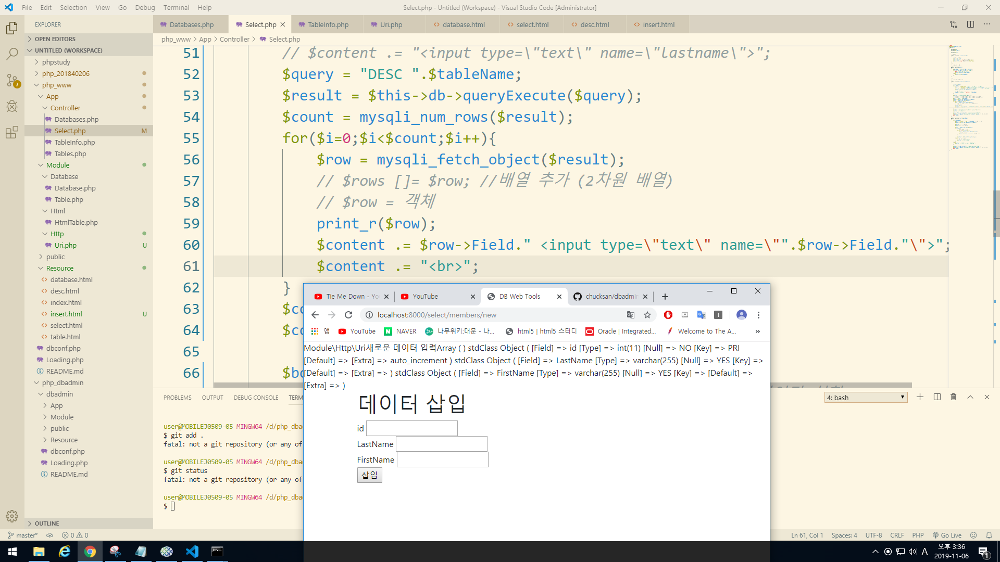 File Edit Selection View Go Debug Terminal Help
Select.php - Untitled (Workspace) - Visual Studio Code [Administrator]
EXPLORER
OPEN EDITORS
UNTITLED (WORKSPACE)
phpstudy
php_201840206
php_www
App
Controller
Databases.php
Select.php M
TableInfo.php
Tables.php
Module
Database
Database.php
Table.php
Html
HtmlTable.php
Http
Uri.php U
public
Resource
database.html
desc.html
index.html
insert.html U
select.html
table.html
dbconf.php
Loading.php
README.md
php_dbadmin
dbadmin
App
Module
public
Resource
dbconf.php
Loading.php
README.md
OUTLINE
Databases.php Select.php TableInfo.php Uri.php database.html select.html desc.html insert.html
php_www > App > Controller > Select.php
51 // $content .= "<input type=\"text\" name=\"lastname\">";
52 $query = "DESC ".$tableName;
53 $result = $this->db->queryExecute($query);
54 $count = mysqli_num_rows($result);
55 for($i=0;$i<$count;$i++){
56 $row = mysqli_fetch_object($result);
57 // $rows []= $row; //배열 추가 (2차원 배열)
58 // $row = 객체
59 print_r($row);
60 $content .= $row->Field." <input type=\"text\" name=\"".$row->Field."\">";
61 $content .= "<br>";
62 }
63 $co
64 $co
65
66 $bo
PROBLEMS OUTPUT DEBUG CONSOLE TERM
4: bash
user@MOBILEJ0509-05 MINGW64 /d/php_dba
$ git add .
fatal: not a git repository (or any of
user@MOBILEJ0509-05 MINGW64 /d/php_dba
$ git status
fatal: not a git repository (or any of
user@MOBILEJ0509-05 MINGW64 /d/php_dba
$
Tie Me Down - Yo YouTube DB Web Tools chucksan/dbadmin
localhost:8000/select/members/new
앱 YouTube NAVER 나무위키:대문 - 나... html5 | html5 스터디 Oracle | Integrated... Welcome to The A... »
Module\Http\Uri새로운 데이터 입력Array ( ) stdClass Object ( [Field] => id [Type] => int(11) [Null] => NO [Key] => PRI
[Default] => [Extra] => auto_increment ) stdClass Object ( [Field] => LastName [Type] => varchar(255) [Null] => YES [Key] =>
[Default] => [Extra] => ) stdClass Object ( [Field] => FirstName [Type] => varchar(255) [Null] => YES [Key] => [Default] =>
[Extra] => )
데이터 삽입
id
LastName
FirstName
삽입
7
master* 0 0
Ln 61, Col 1 Spaces: 4 UTF-8 CRLF PHP Go Live
A 오후 3:36
2019-11-06
1